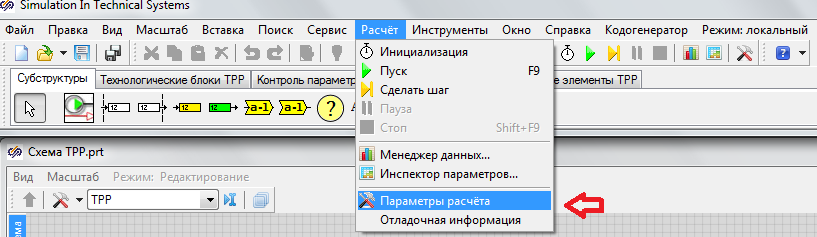 Simulation In Technical Systems
Файл Правка Вид Масштаб Вставка Поиск Сервис Расчёт Инструменты Окно Справка Кодогенератор Режим: локальный
Инициализация
Пуск F9
Субструктуры Технологические блоки ТРР Контроль параметр е элементы ТРР
Сделать шаг
12 12 12 12 a-1 a-1 ?
Пауза
Стоп Shift+F9
Схема ТРР.prt
Менеджер данных...
Вид Масштаб Режим: Редактирование
Инспектор параметров...
ТРР
Параметры расчёта
Отладочная информация